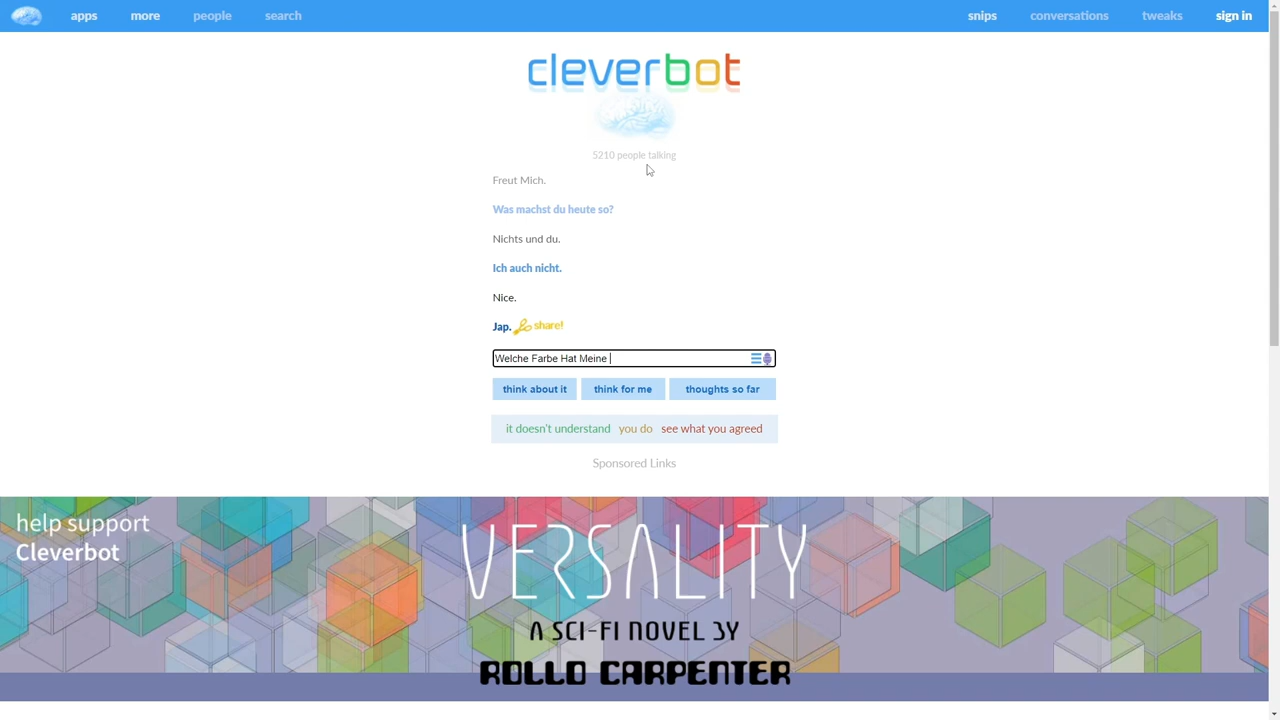 apps more people search snips conversations tweaks sign in
cleverbot
5210 people talking
Freut Mich.
Was machst du heute so?
Nichts und du.
Ich auch nicht.
Nice.
Jap. share!
Welche Farbe Hat Meine
think about it think for me thoughts so far
it doesn't understand you do see what you agreed
Sponsored Links
help support
Cleverbot
VERSALITY
A SCI-FI NOVEL BY
ROLLO CARPENTER